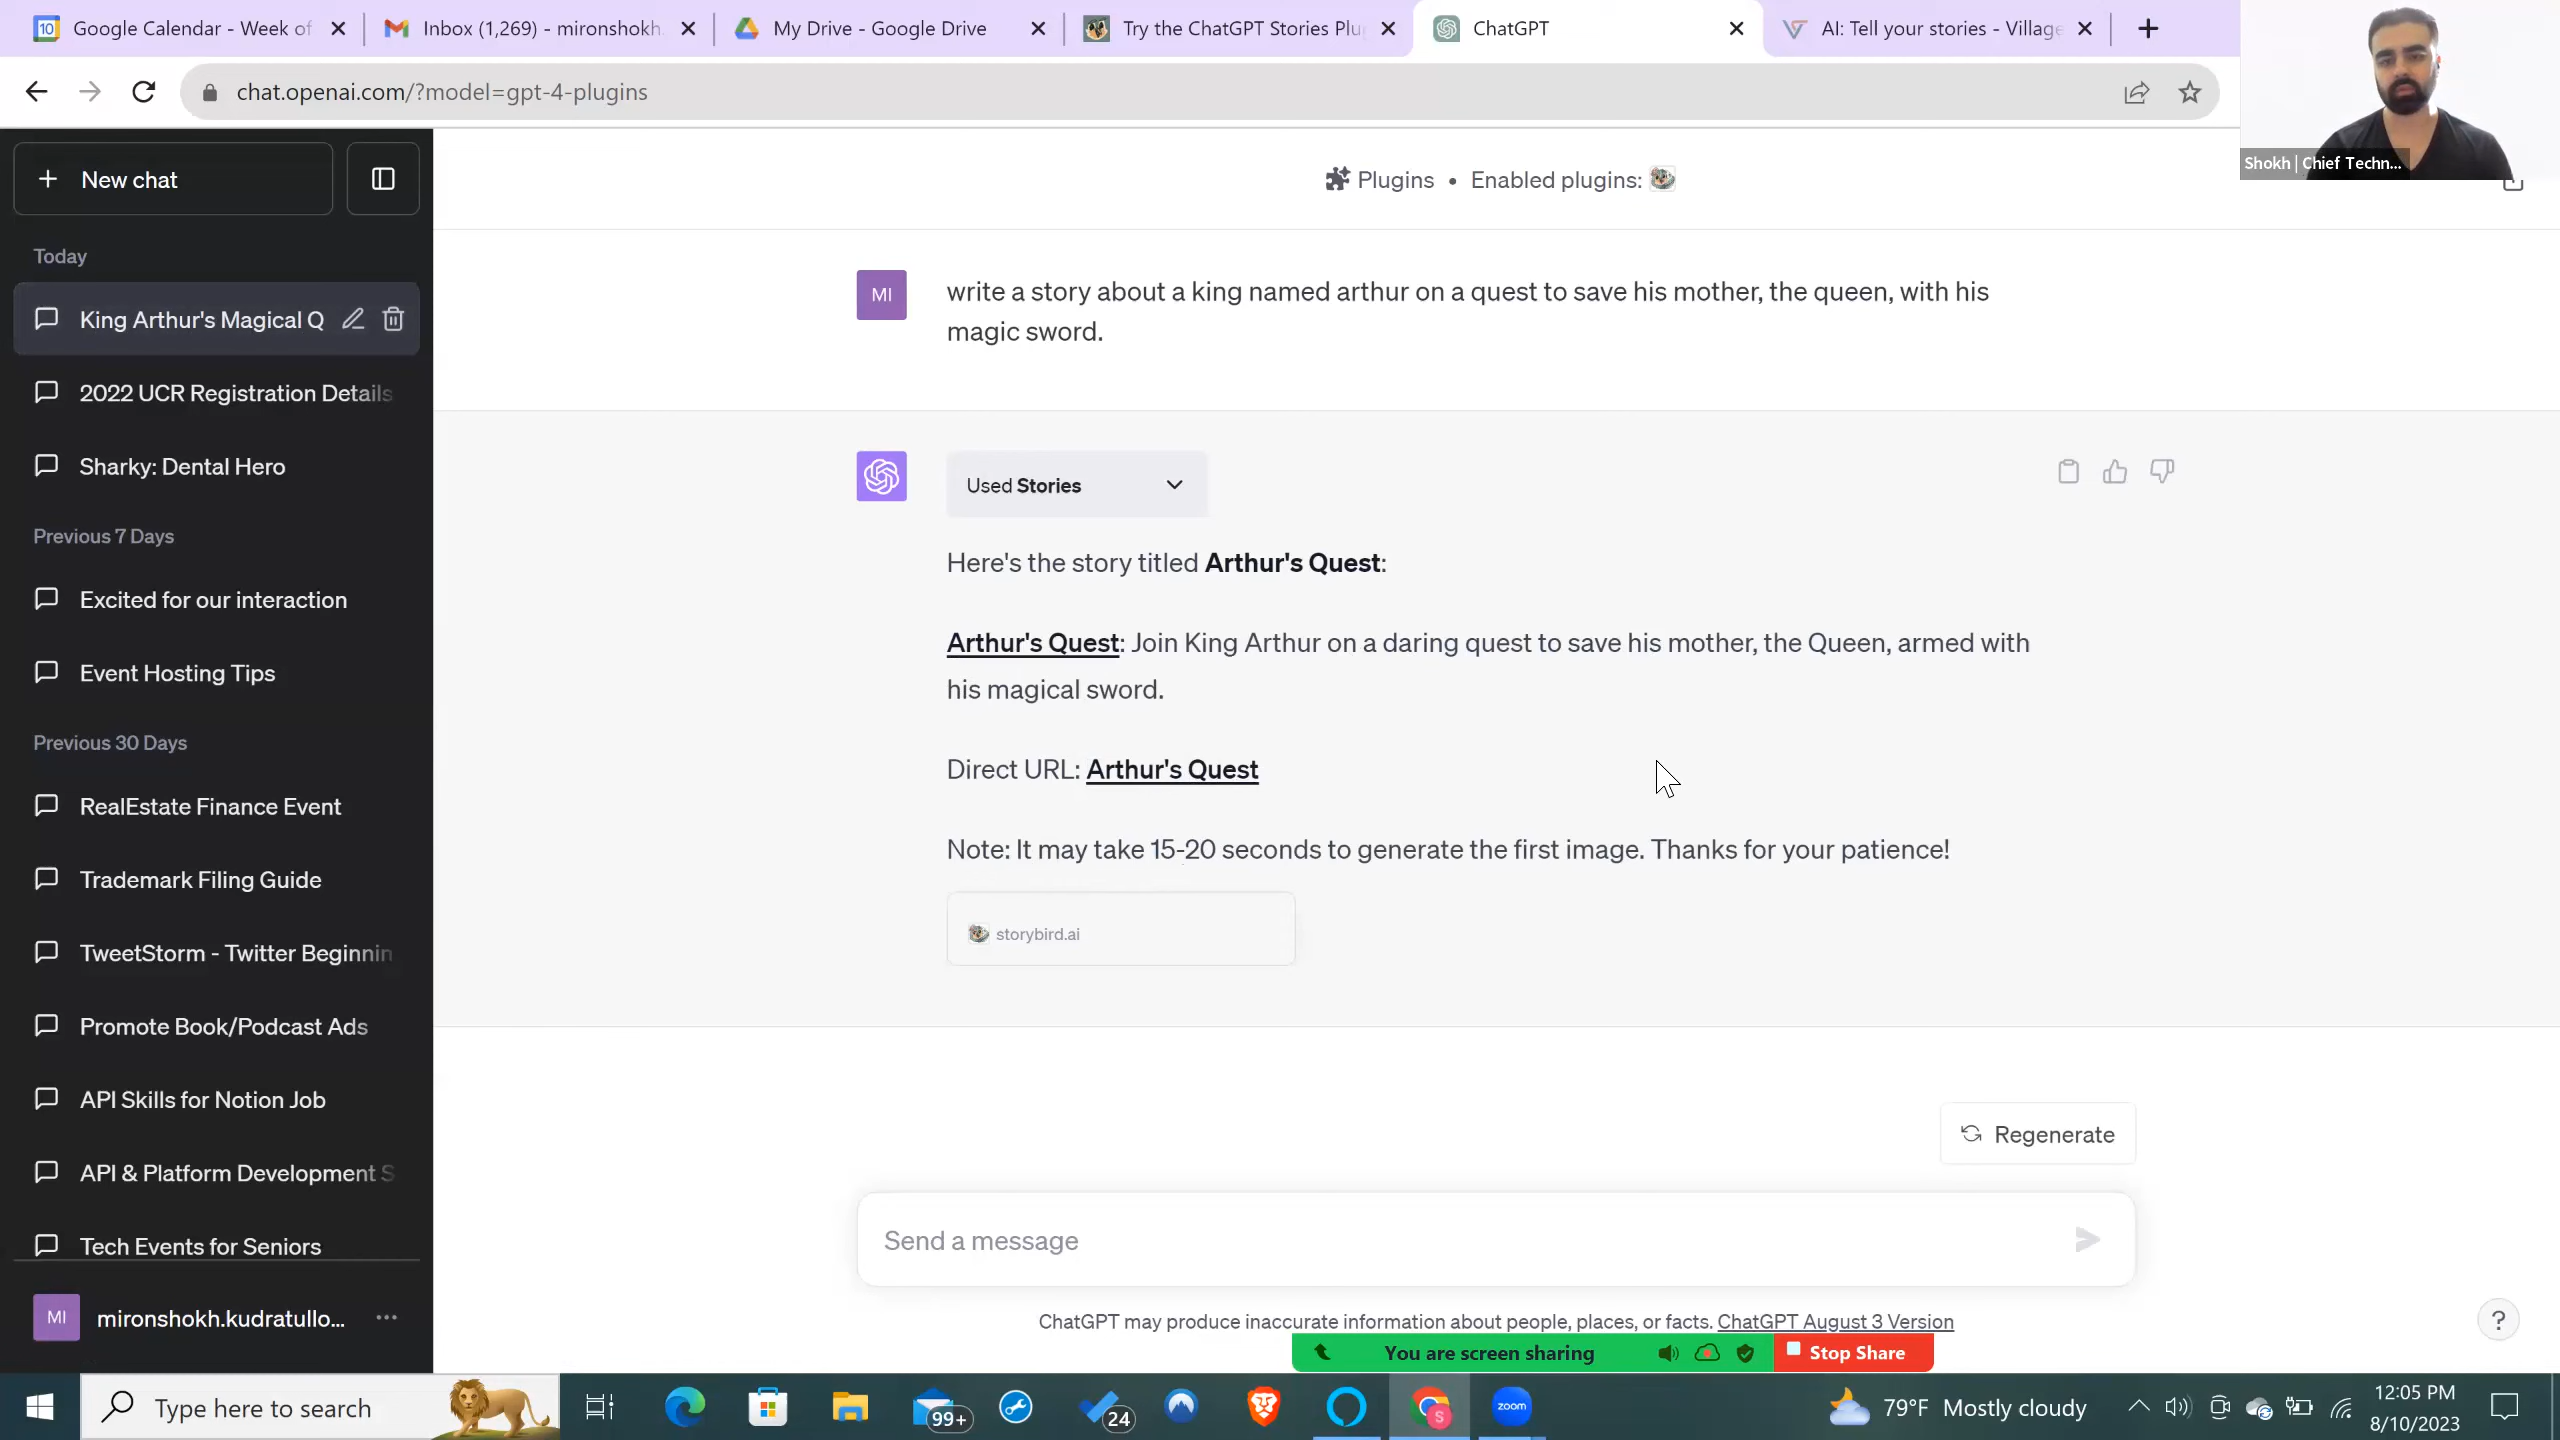 Google Calendar - Week of
Inbox (1,269) - mironshokh.
My Drive - Google Drive
Try the ChatGPT Stories Plu
ChatGPT
AI: Tell your stories - Village
chat.openai.com/?model=gpt-4-plugins
Shokh | Chief Techn...
New chat
Today
King Arthur's Magical Q
2022 UCR Registration Details
Sharky: Dental Hero
Previous 7 Days
Excited for our interaction
Event Hosting Tips
Previous 30 Days
RealEstate Finance Event
Trademark Filing Guide
TweetStorm - Twitter Beginnin
Promote Book/Podcast Ads
API Skills for Notion Job
API & Platform Development S
Tech Events for Seniors
MI
mironshokh.kudratullo...
Plugins • Enabled plugins:
MI
write a story about a king named arthur on a quest to save his mother, the queen, with his
magic sword.
Used Stories
Here's the story titled Arthur's Quest:
Arthur's Quest: Join King Arthur on a daring quest to save his mother, the Queen, armed with
his magical sword.
Direct URL: Arthur's Quest
Note: It may take 15-20 seconds to generate the first image. Thanks for your patience!
storybird.ai
Regenerate
Send a message
ChatGPT may produce inaccurate information about people, places, or facts. ChatGPT August 3 Version
?
You are screen sharing
Stop Share
Type here to search
99+
24
S
zoom
79°F Mostly cloudy
12:05 PM
8/10/2023